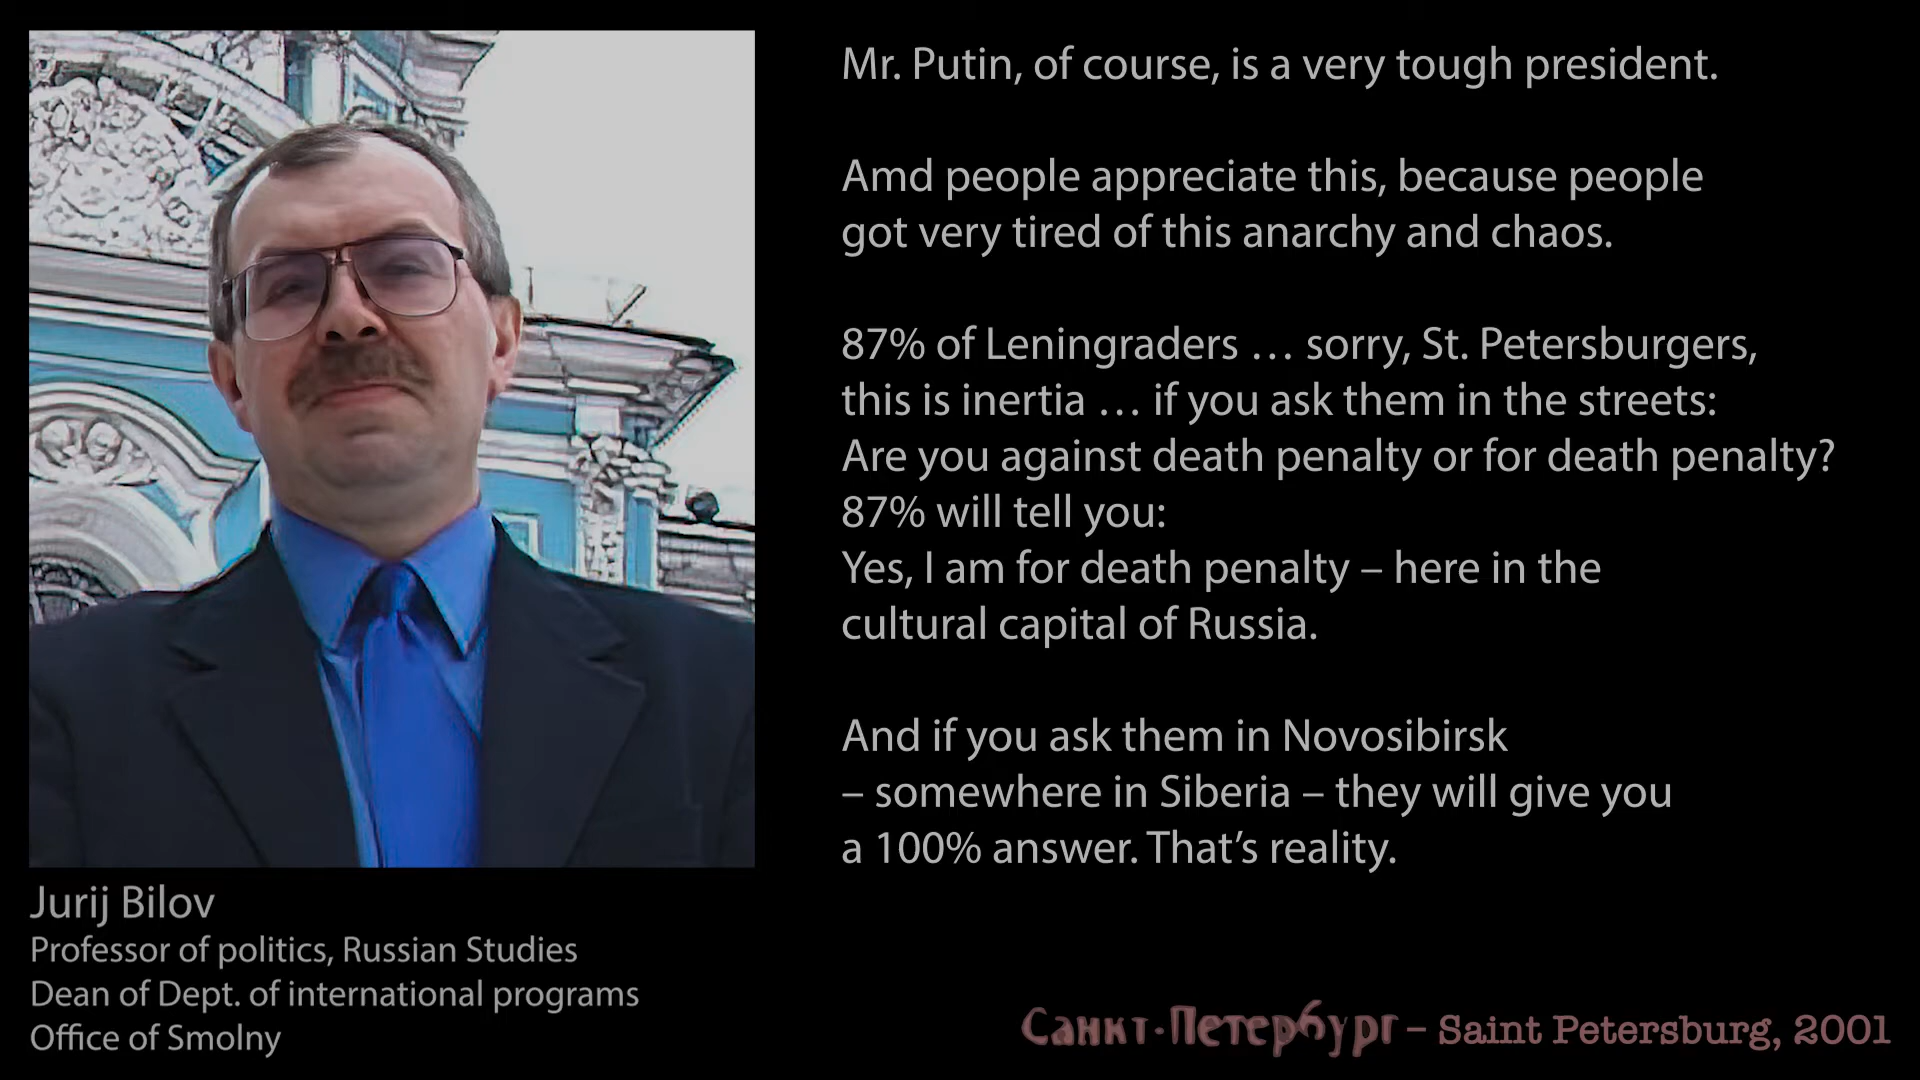 Mr. Putin, of course, is a very tough president.
Amd people appreciate this, because people
got very tired of this anarchy and chaos.
87% of Leningraders … sorry, St. Petersburgers,
this is inertia … if you ask them in the streets:
Are you against death penalty or for death penalty?
87% will tell you:
Yes, I am for death penalty – here in the
cultural capital of Russia.
And if you ask them in Novosibirsk
– somewhere in Siberia – they will give you
a 100% answer. That’s reality.
Jurij Bilov
Professor of politics, Russian Studies
Dean of Dept. of international programs
Office of Smolny
Санкт-Петербург – Saint Petersburg, 2001